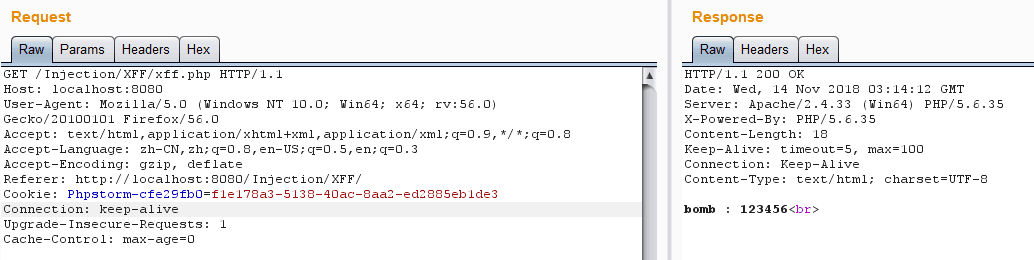 Request
Raw Params Headers Hex
GET /Injection/XFF/xff.php HTTP/1.1
Host: localhost:8080
User-Agent: Mozilla/5.0 (Windows NT 10.0; Win64; x64; rv:56.0)
Gecko/20100101 Firefox/56.0
Accept: text/html,application/xhtml+xml,application/xml;q=0.9,*/*;q=0.8
Accept-Language: zh-CN,zh;q=0.8,en-US;q=0.5,en;q=0.3
Accept-Encoding: gzip, deflate
Referer: http://localhost:8080/Injection/XFF/
Cookie: Phpstorm-cfe29fb0=f1e178a3-5138-40ac-8aa2-ed2885eb1de3
Connection: keep-alive
Upgrade-Insecure-Requests: 1
Cache-Control: max-age=0
Response
Raw Headers Hex
HTTP/1.1 200 OK
Date: Wed, 14 Nov 2018 03:14:12 GMT
Server: Apache/2.4.33 (Win64) PHP/5.6.35
X-Powered-By: PHP/5.6.35
Content-Length: 18
Keep-Alive: timeout=5, max=100
Connection: Keep-Alive
Content-Type: text/html; charset=UTF-8
bomb : 123456<br>